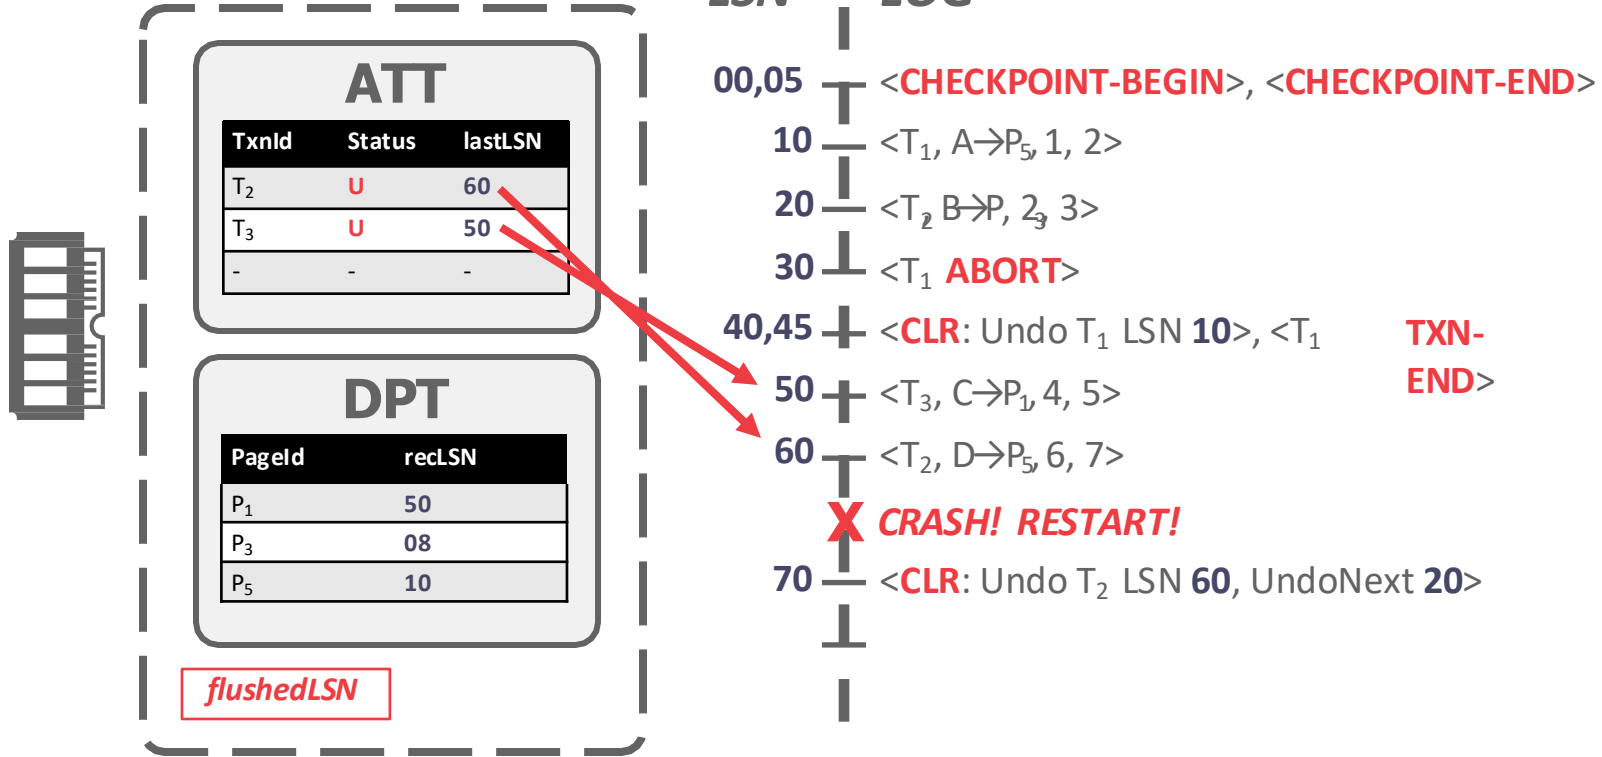 LSN LOG
ATT
TxnId Status lastLSN
T2 U 60
T3 U 50
- - -
DPT
PageId recLSN
P1 50
P3 08
P5 10
flushedLSN
00,05 <CHECKPOINT-BEGIN>, <CHECKPOINT-END>
10 <T1, A→P5, 1, 2>
20 <T2 B→P, 2,3 3>
30 <T1 ABORT>
40,45 <CLR: Undo T1 LSN 10>, <T1 TXN-
END>
50 <T3, C→P1, 4, 5>
60 <T2, D→P5, 6, 7>
X CRASH! RESTART!
70 <CLR: Undo T2 LSN 60, UndoNext 20>